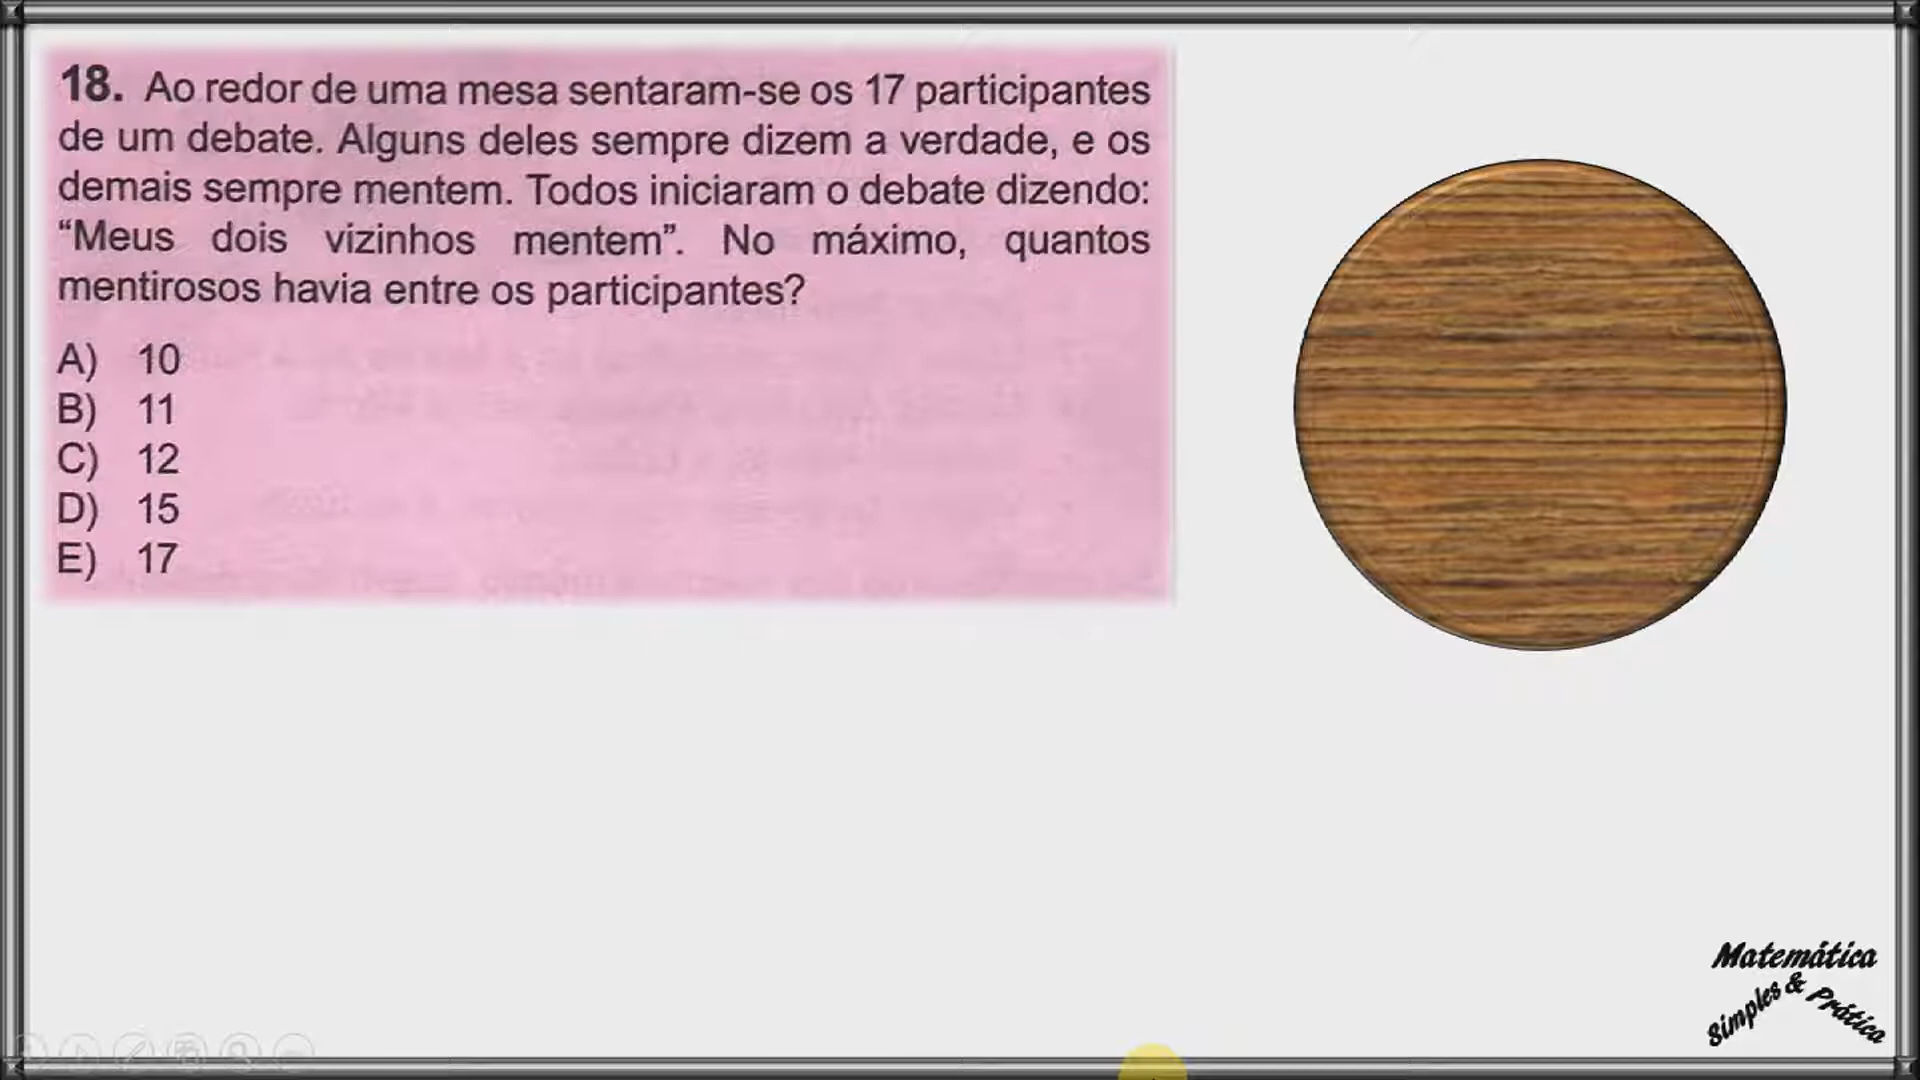 18. Ao redor de uma mesa sentaram-se os 17 participantes
de um debate. Alguns deles sempre dizem a verdade, e os
demais sempre mentem. Todos iniciaram o debate dizendo:
“Meus dois vizinhos mentem”. No máximo, quantos
mentirosos havia entre os participantes?
A) 10
B) 11
C) 12
D) 15
E) 17
Matemática
Simples & Prática